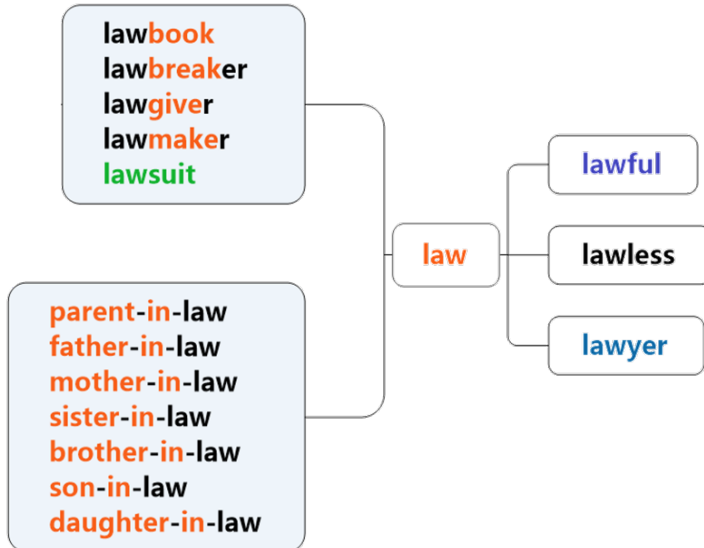 lawbook
lawbreaker
lawgiver
lawmaker
lawsuit
parent-in-law
father-in-law
mother-in-law
sister-in-law
brother-in-law
son-in-law
daughter-in-law
law
lawful
lawless
lawyer